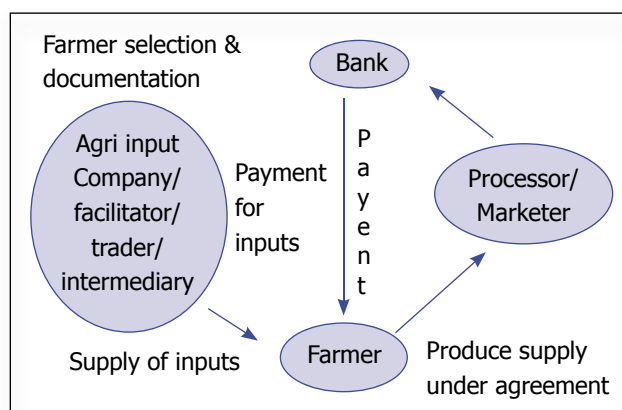 Farmer selection &
documentation
Bank
Agri input
Company/
facilitator/
trader/
intermediary
Payment
for
inputs
P
a
y
e
n
t
Processor/
Marketer
Supply of inputs
Farmer
Produce supply
under agreement